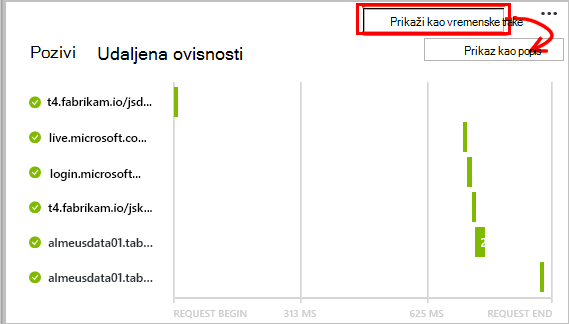 Prikaži kao vremenske trake
Prikaz kao popis
Pozivi Udaljena ovisnosti
t4.fabrikam.io/jsd...
live.microsoft.co...
login.microsoft...
t4.fabrikam.io/jsk...
almeusdata01.tab...
2
almeusdata01.tab...
REQUEST BEGIN 313 MS 625 MS REQUEST END